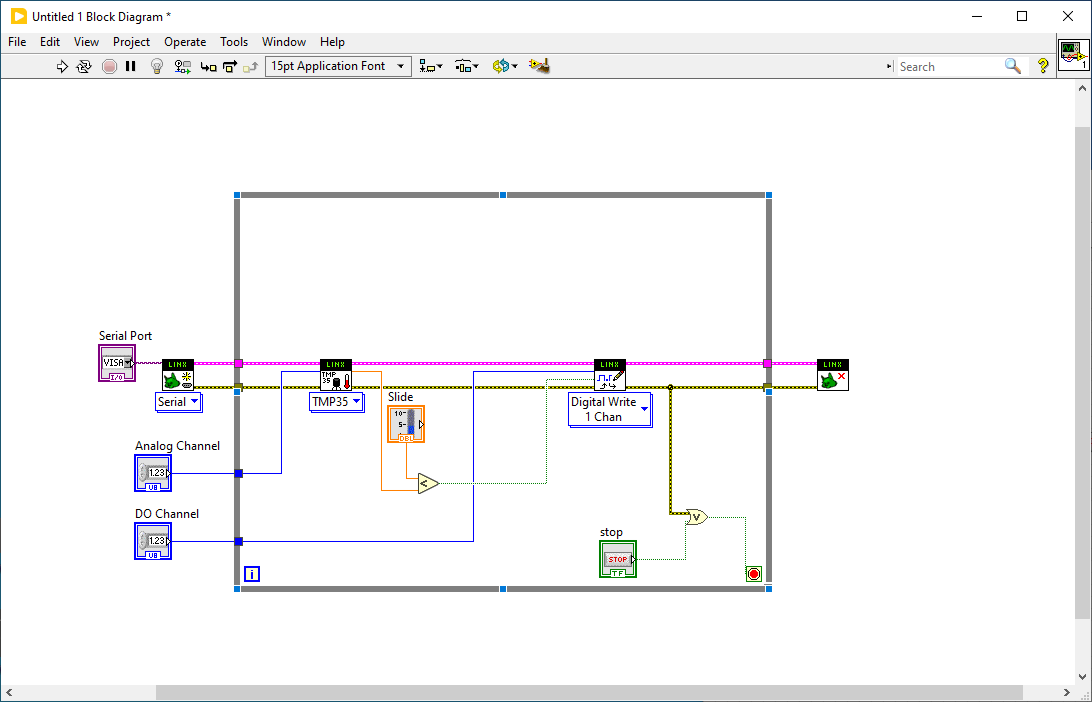 Untitled 1 Block Diagram *
File Edit View Project Operate Tools Window Help
15pt Application Font
Search
?
1
Serial Port
VISA
I/O
LINX
Serial
LINX
TMP
35
TMP35
LINX
Digital Write
1 Chan
LINX
Slide
10
5
DBL
Analog Channel
1.23
U8
<
DO Channel
1.23
U8
V
stop
STOP
TF
i